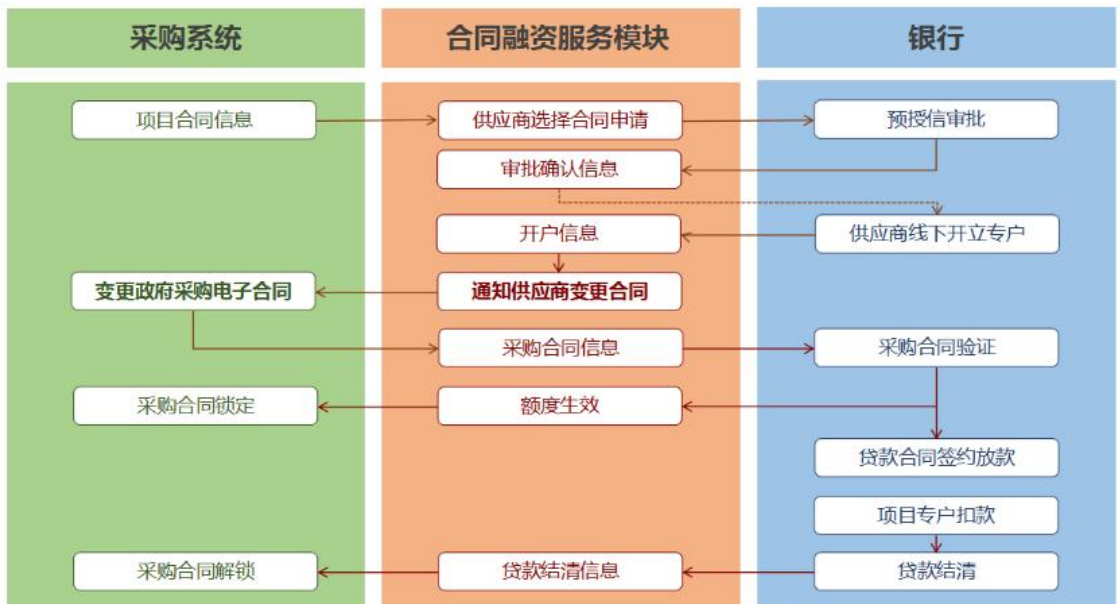 采购系统
合同融资服务模块
银行
项目合同信息
供应商选择合同申请
预授信审批
审批确认信息
开户信息
供应商线下开立专户
变更政府采购电子合同
通知供应商变更合同
采购合同信息
采购合同验证
采购合同锁定
额度生效
贷款合同签约放款
项目专户扣款
采购合同解锁
贷款结清信息
贷款结清